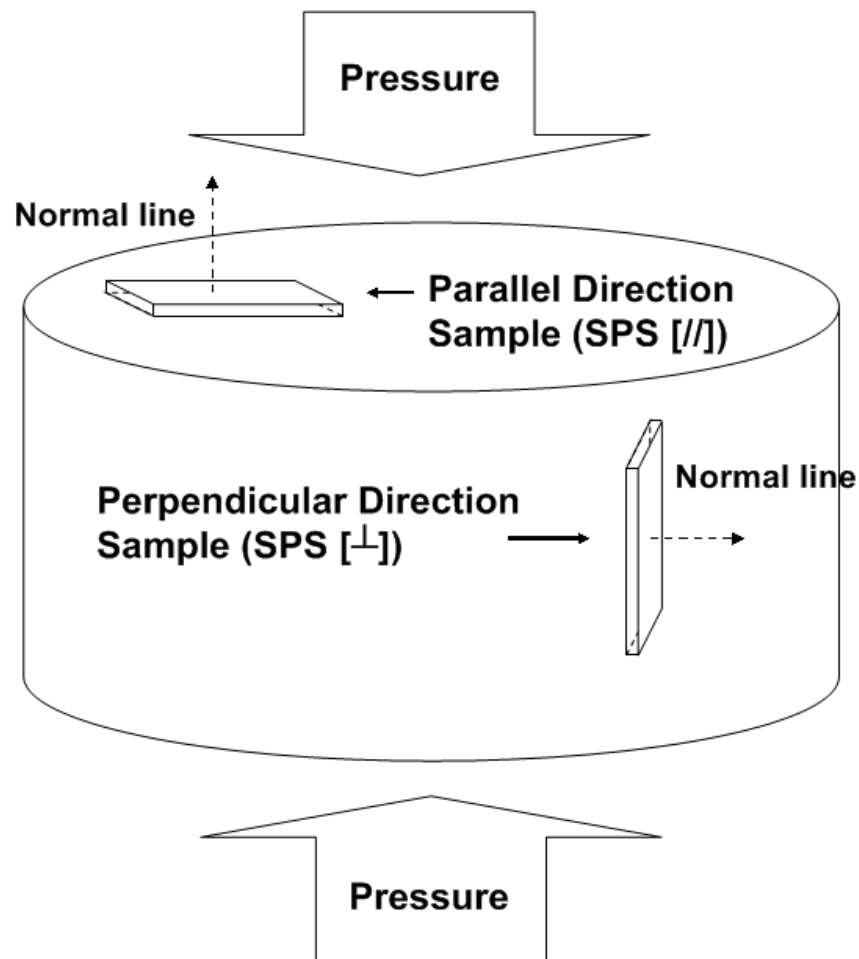 Pressure
Normal line
Parallel Direction
Sample (SPS [//])
Normal line
Perpendicular Direction
Sample (SPS [┴])
Pressure